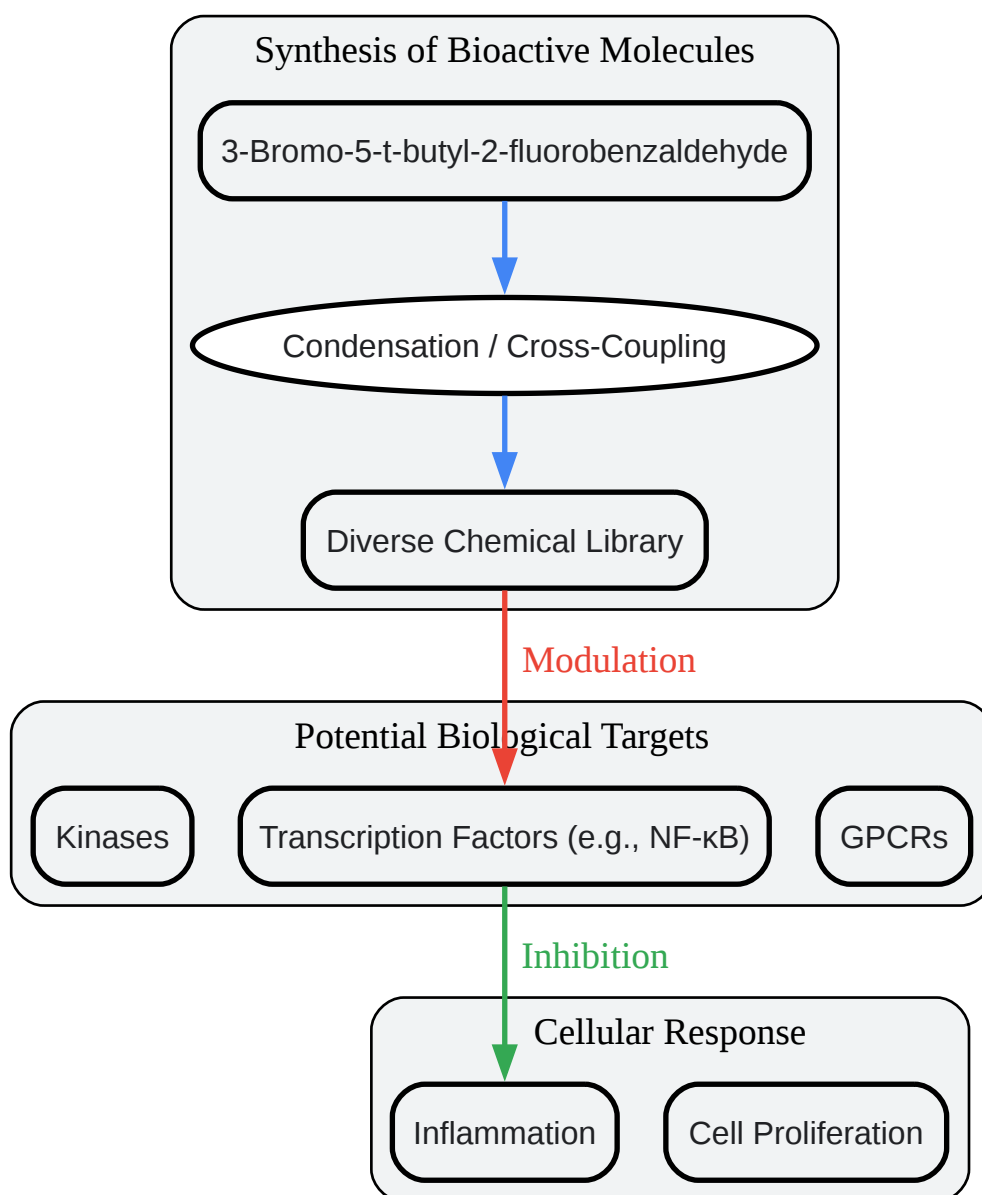 Synthesis of Bioactive Molecules
3-Bromo-5-t-butyl-2-fluorobenzaldehyde
Condensation / Cross-Coupling
Diverse Chemical Library
Modulation
Potential Biological Targets
Kinases
Transcription Factors (e.g., NF-κB)
GPCRs
Inhibition
Cellular Response
Inflammation
Cell Proliferation